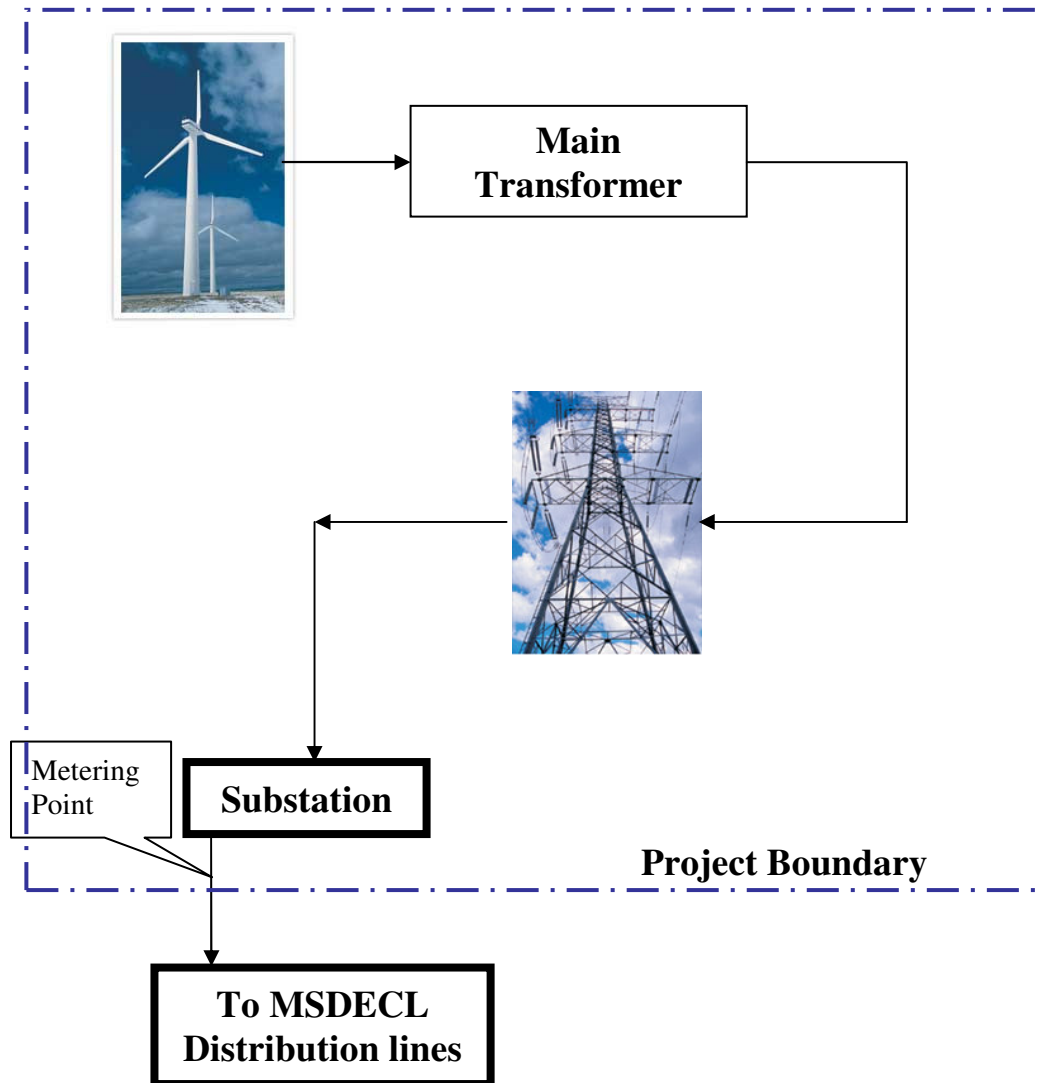 Main
Transformer
Metering
Point
Substation
Project Boundary
To MSDECL
Distribution lines